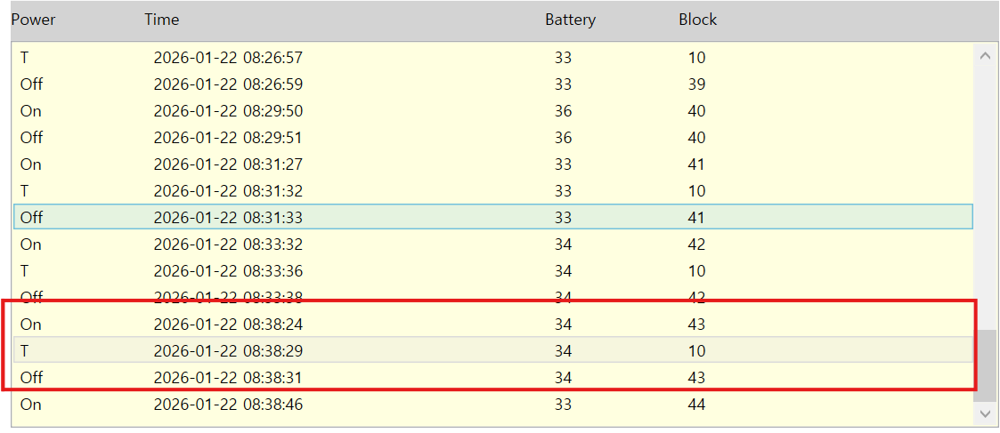 Power Time Battery Block
T 2026-01-22 08:26:57 33 10
Off 2026-01-22 08:26:59 33 39
On 2026-01-22 08:29:50 36 40
Off 2026-01-22 08:29:51 36 40
On 2026-01-22 08:31:27 33 41
T 2026-01-22 08:31:32 33 10
Off 2026-01-22 08:31:33 33 41
On 2026-01-22 08:33:32 34 42
T 2026-01-22 08:33:36 34 10
Off 2026-01-22 08:33:38 34 42
On 2026-01-22 08:38:24 34 43
T 2026-01-22 08:38:29 34 10
Off 2026-01-22 08:38:31 34 43
On 2026-01-22 08:38:46 33 44